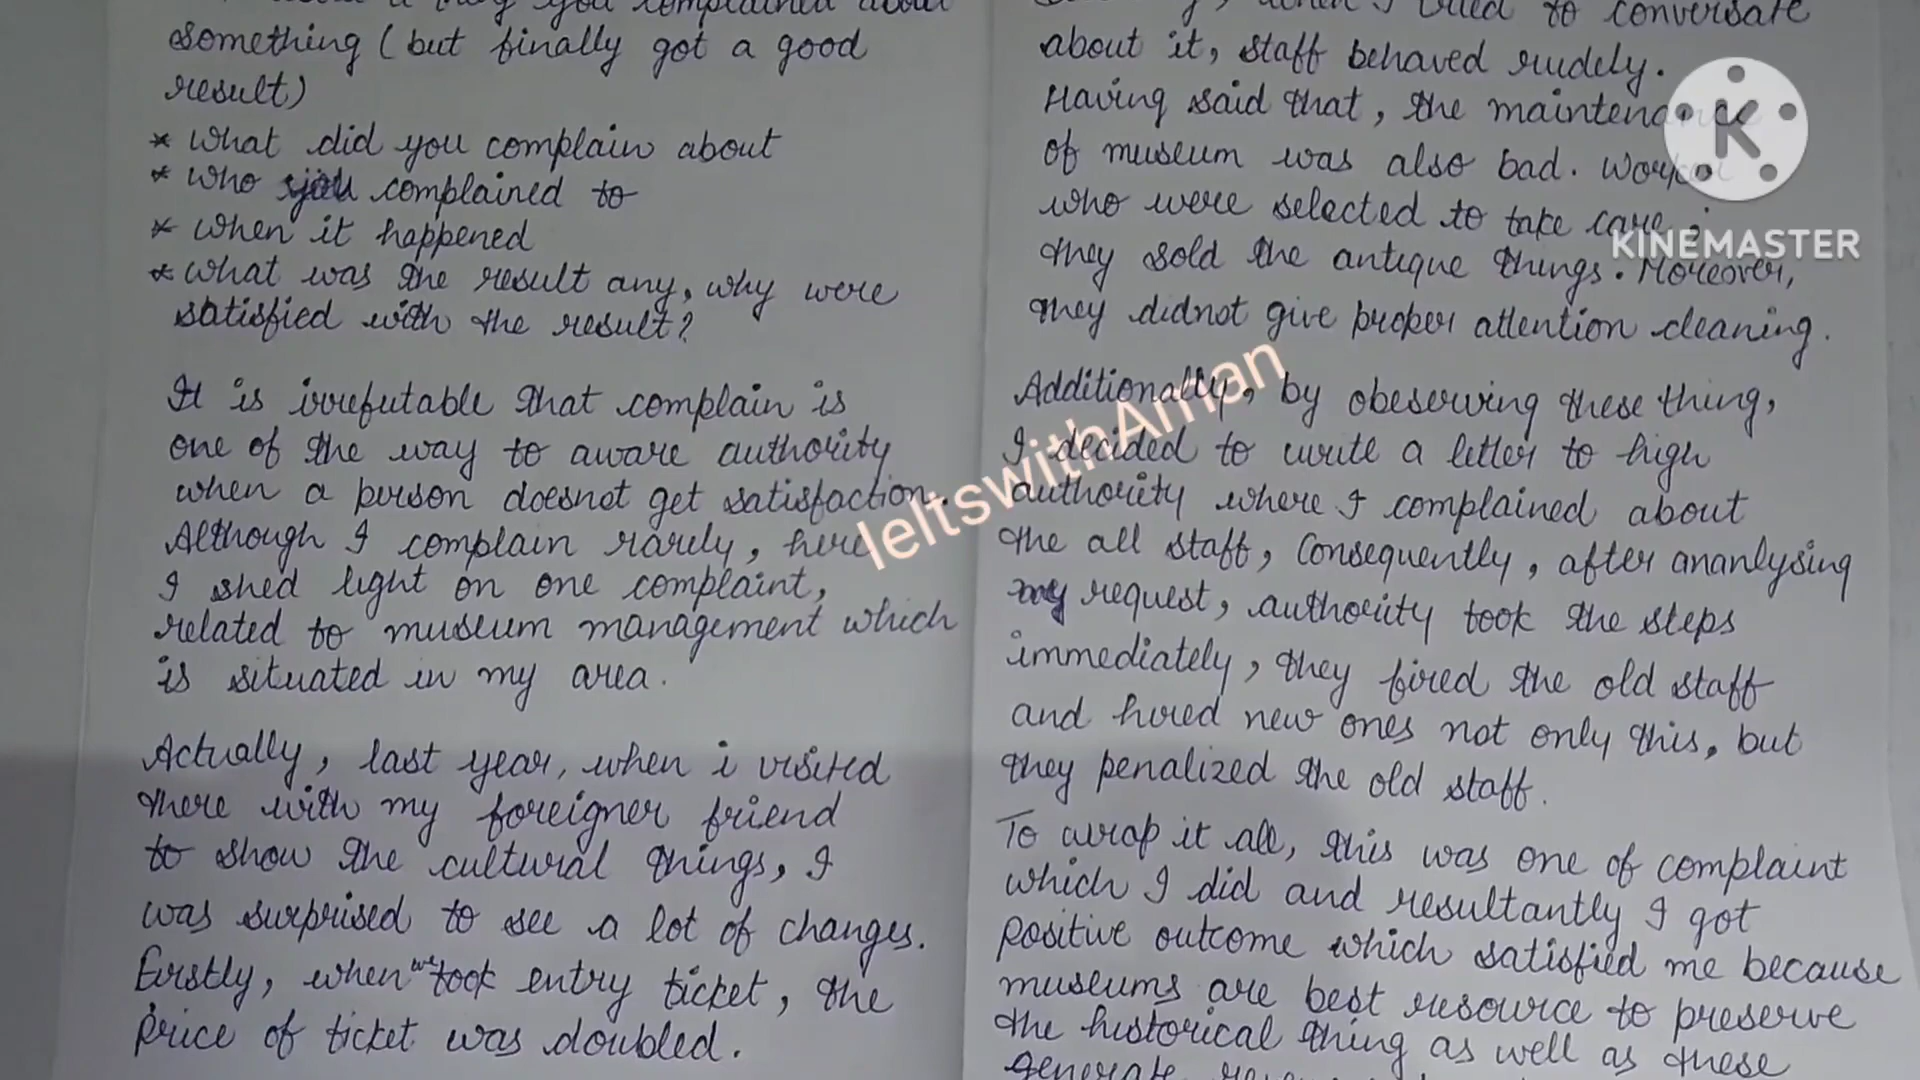 something (but finally got a good
result)
* what did you complain about
* who you complained to
* when it happened
* what was the result any, why were
satisfied with the result?
It is irrefutable that complain is
one of the way to aware authority
when a person doesnot get satisfaction.
Although I complain rarely, here
I shed light on one complaint,
related to museum management which
is situated in my area.
Actually, last year, when i visited
there with my foreigner friend
to show the cultural things, I
was surprised to see a lot of changes.
Firstly, when we took entry ticket, the
price of ticket was doubled.
when I tried to conversate
about it, staff behaved rudely.
Having said that, the
of museum was also bad.
who were selected to take care
they sold the antique things. Moreover,
they didnot give proper attention cleaning.
Additionally, by obeserving these thing,
I decided to write a letter to high
authority where I complained about
the all staff, Consequently, after ananlysing
my request, authority took the steps
immediately, they fired the old staff
and hired new ones not only this, but
they penalized the old staff.
To wrap it all, this was one of complaint
which I did and resultantly I got
positive outcome which satisfied me because
museums are best resource to preserve
the historical thing as well as these
generate
IeltswithAman
K
KINEMASTER